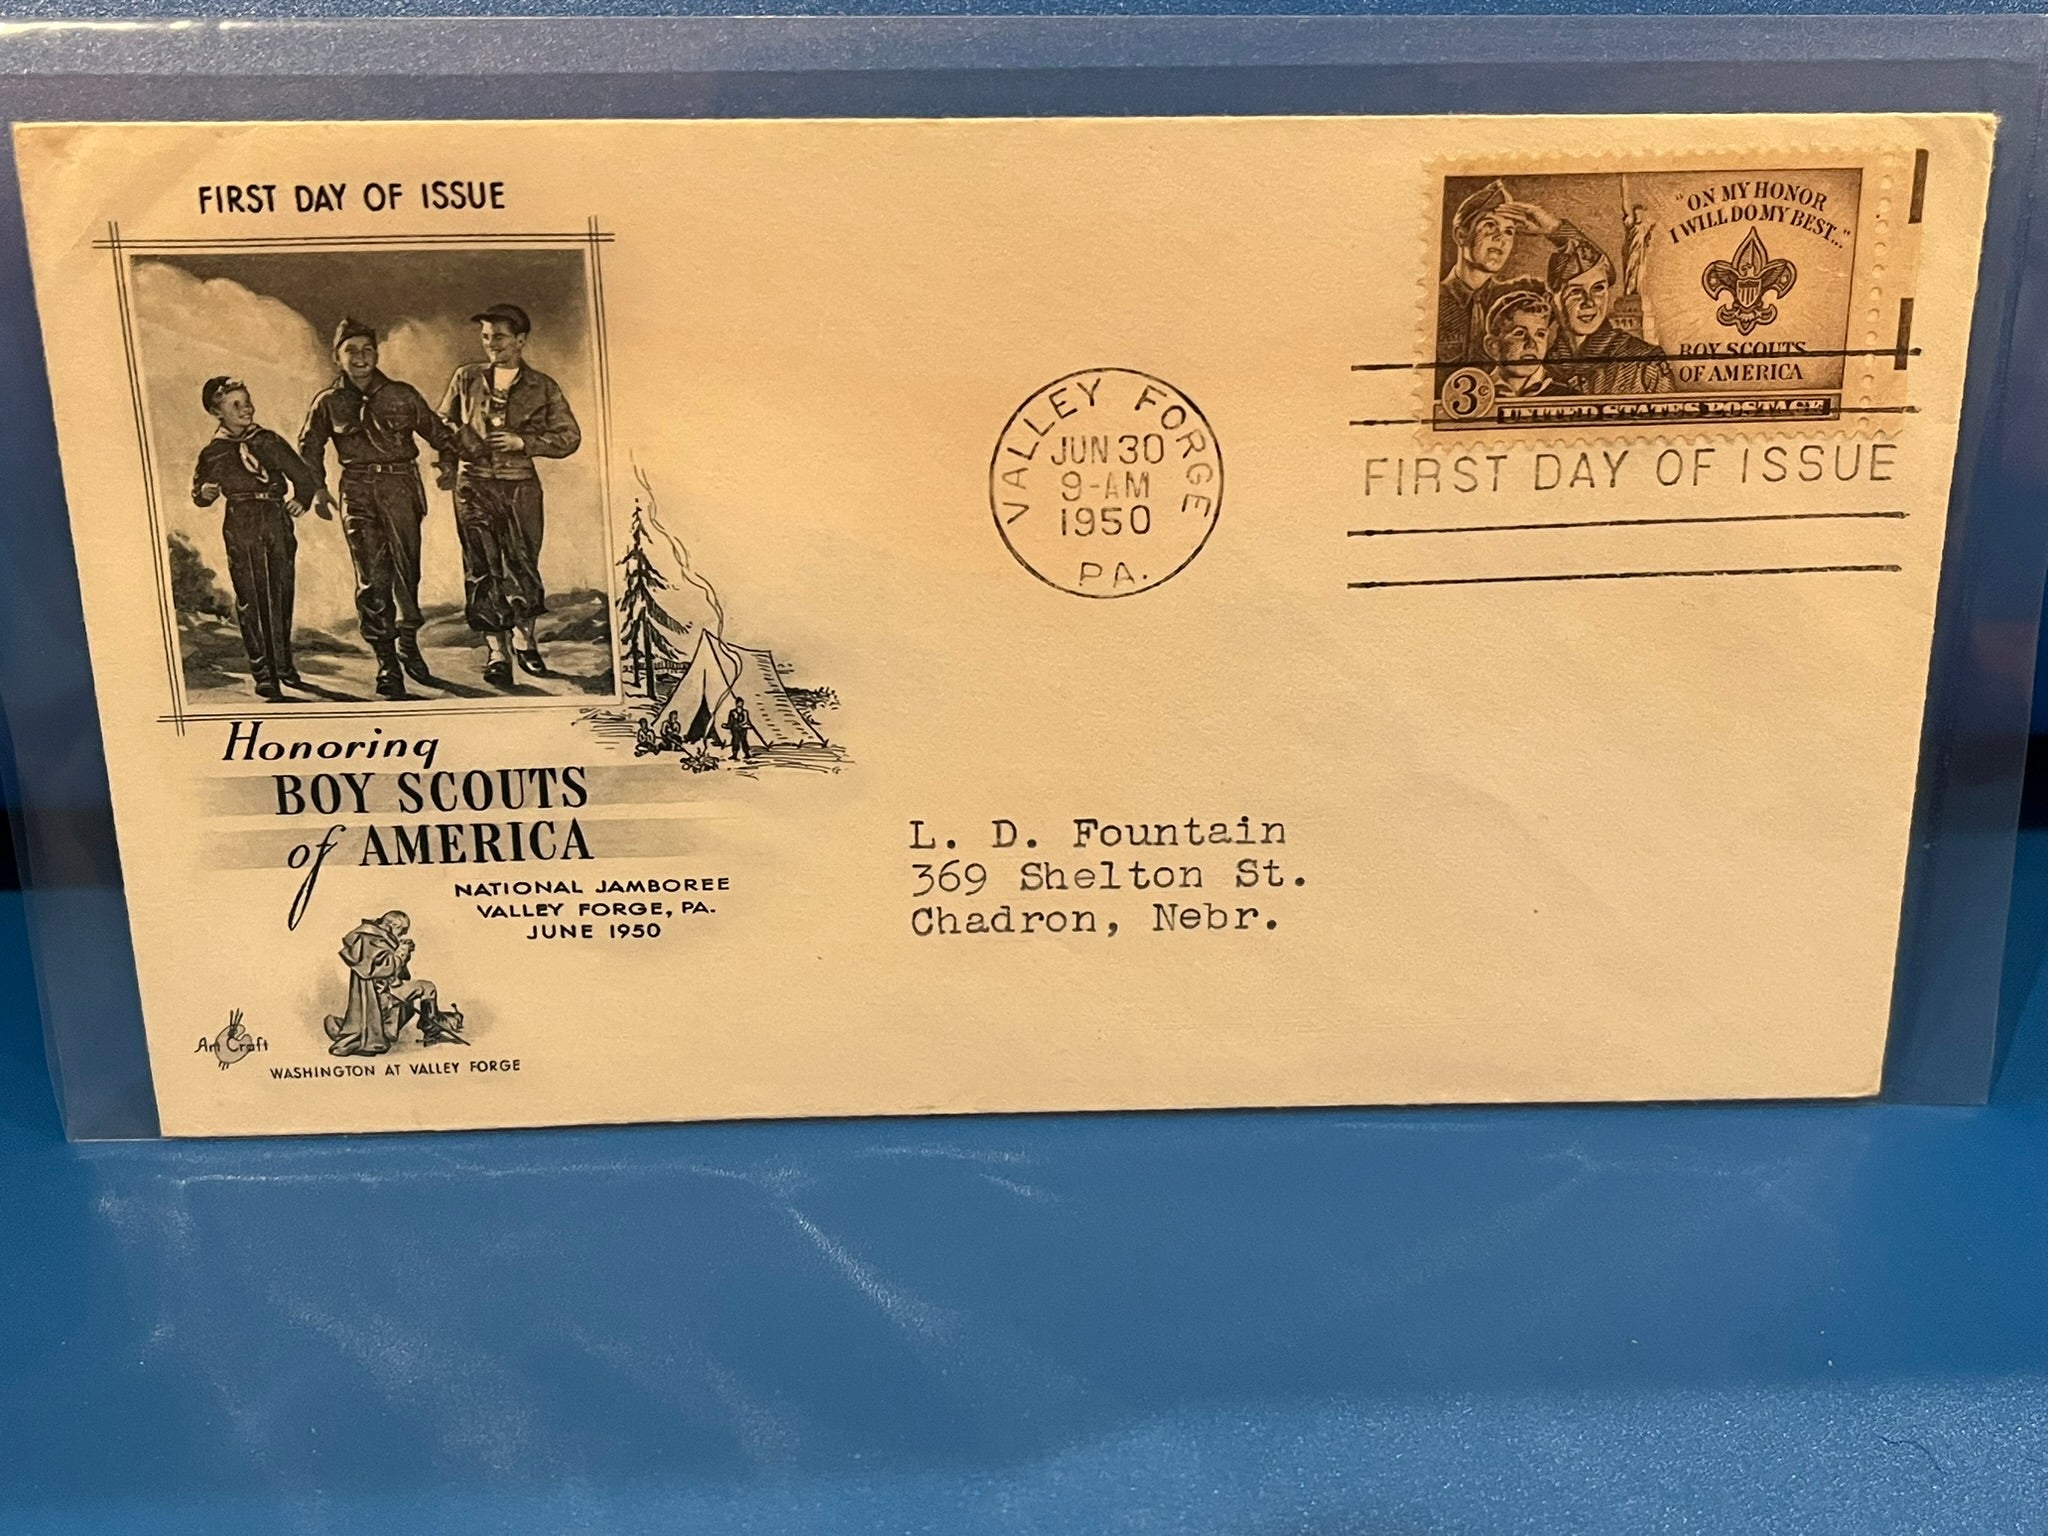 FIRST DAY OF ISSUE
Honoring
BOY SCOUTS
of AMERICA
NATIONAL JAMBOREE
VALLEY FORGE, PA.
JUNE 1950
Art Craft
WASHINGTON AT VALLEY FORGE
VALLEY FORGE
JUN 30
9-AM
1950
PA.
"ON MY HONOR
I WILL DO MY BEST..."
BOY SCOUTS
OF AMERICA
3¢
UNITED STATES POSTAGE
FIRST DAY OF ISSUE
L. D. Fountain
369 Shelton St.
Chadron, Nebr.